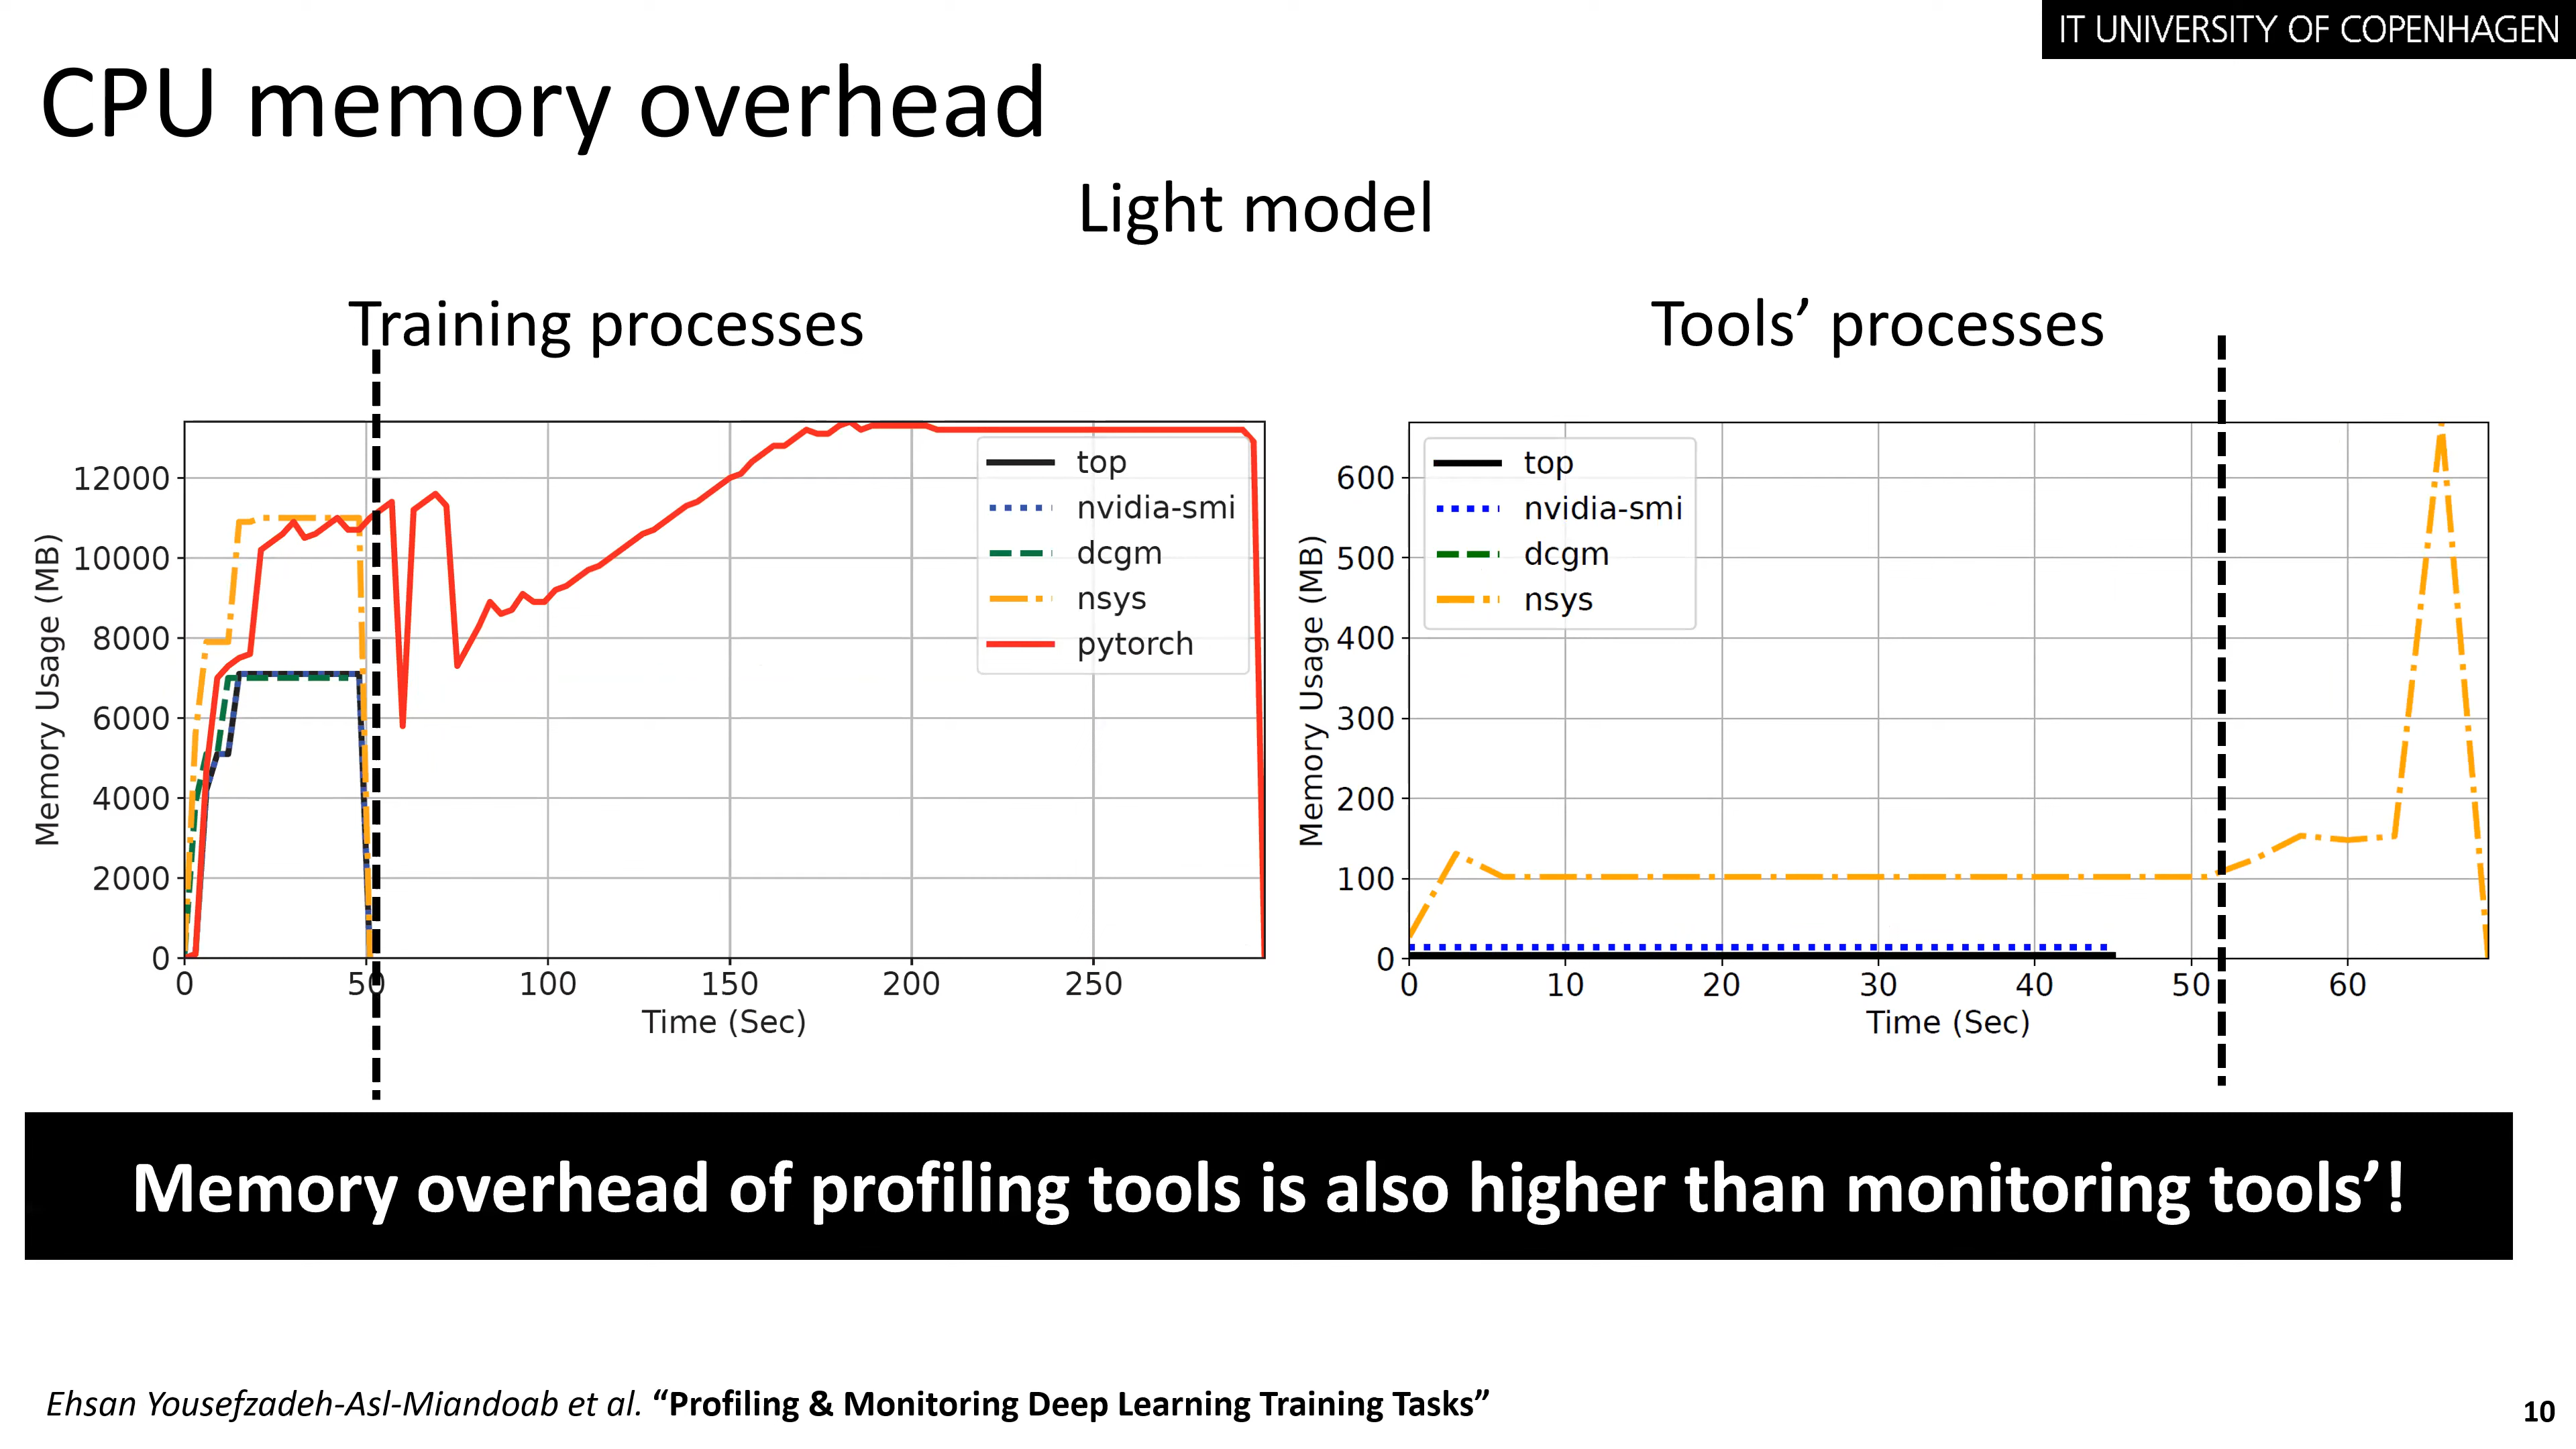 IT UNIVERSITY OF COPENHAGEN
CPU memory overhead
Light model
Training processes
Memory Usage (MB)
12000
10000
8000
6000
4000
2000
0
0 50 100 150 200 250
Time (Sec)
top
nvidia-smi
dcgm
nsys
pytorch
Tools’ processes
Memory Usage (MB)
600
500
400
300
200
100
0
0 10 20 30 40 50 60
Time (Sec)
top
nvidia-smi
dcgm
nsys
Memory overhead of profiling tools is also higher than monitoring tools’!
Ehsan Yousefzadeh-Asl-Miandoab et al. “Profiling & Monitoring Deep Learning Training Tasks”
10